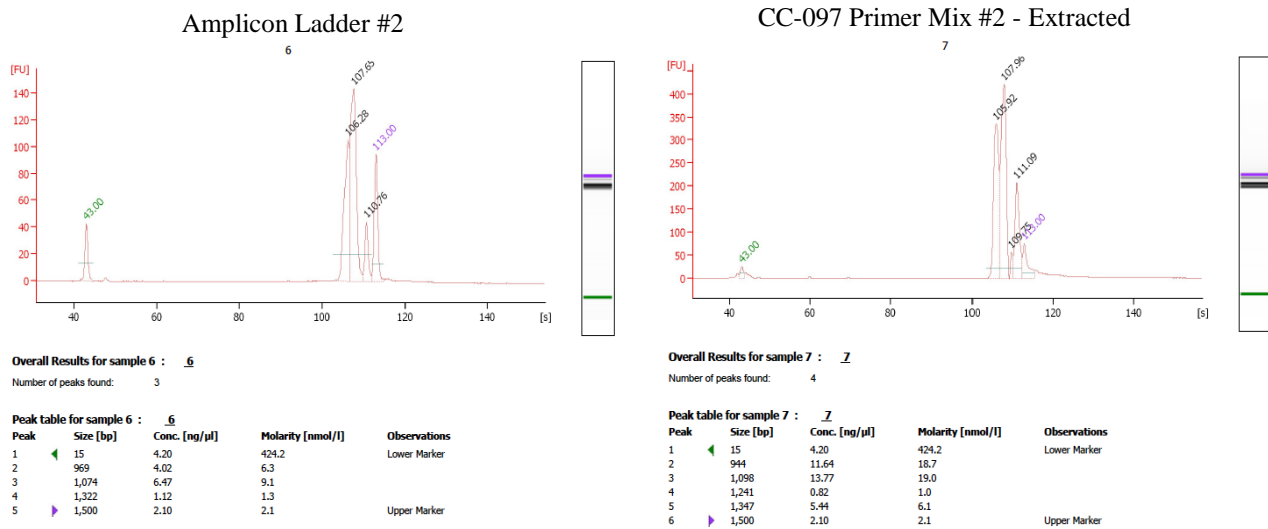 Amplicon Ladder #2
6
[FU]
140
120
100
80
60
40
20
0
43.00
106.28
107.65
110.76
113.00
40
60
80
100
120
140
[s]
Overall Results for sample 6 : 6
Number of peaks found: 3
Peak table for sample 6 : 6
Peak Size [bp] Conc. [ng/µl] Molarity [nmol/l] Observations
1 15 4.20 424.2 Lower Marker
2 969 4.02 6.3
3 1,074 6.47 9.1
4 1,322 1.12 1.3
5 1,500 2.10 2.1 Upper Marker
CC-097 Primer Mix #2 - Extracted
7
[FU]
400
350
300
250
200
150
100
50
0
43.00
105.92
107.96
109.75
111.09
113.00
40
60
80
100
120
140
[s]
Overall Results for sample 7 : 7
Number of peaks found: 4
Peak table for sample 7 : 7
Peak Size [bp] Conc. [ng/µl] Molarity [nmol/l] Observations
1 15 4.20 424.2 Lower Marker
2 944 11.64 18.7
3 1,098 13.77 19.0
4 1,241 0.82 1.0
5 1,347 5.44 6.1
6 1,500 2.10 2.1 Upper Marker